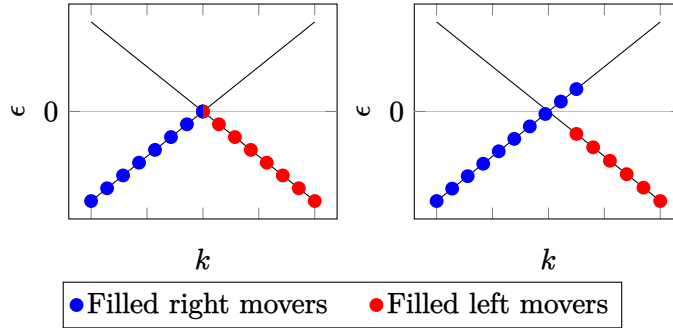 ϵ 0 0
ϵ
k k
Filled right movers Filled left movers